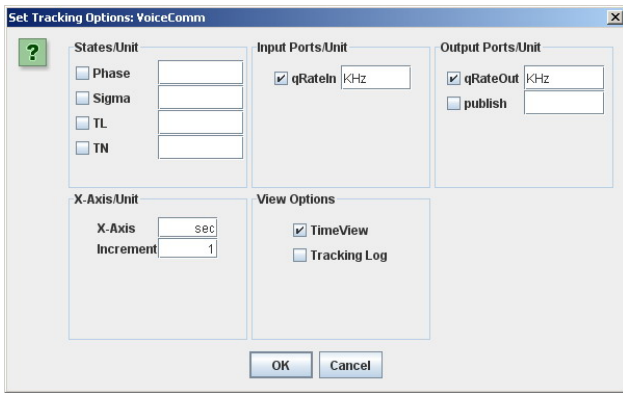 Set Tracking Options: VoiceComm
?
States/Unit
Phase
Sigma
TL
TN
Input Ports/Unit
qRateIn KHz
Output Ports/Unit
qRateOut KHz
publish
X-Axis/Unit
X-Axis sec
Increment 1
View Options
TimeView
Tracking Log
OK Cancel